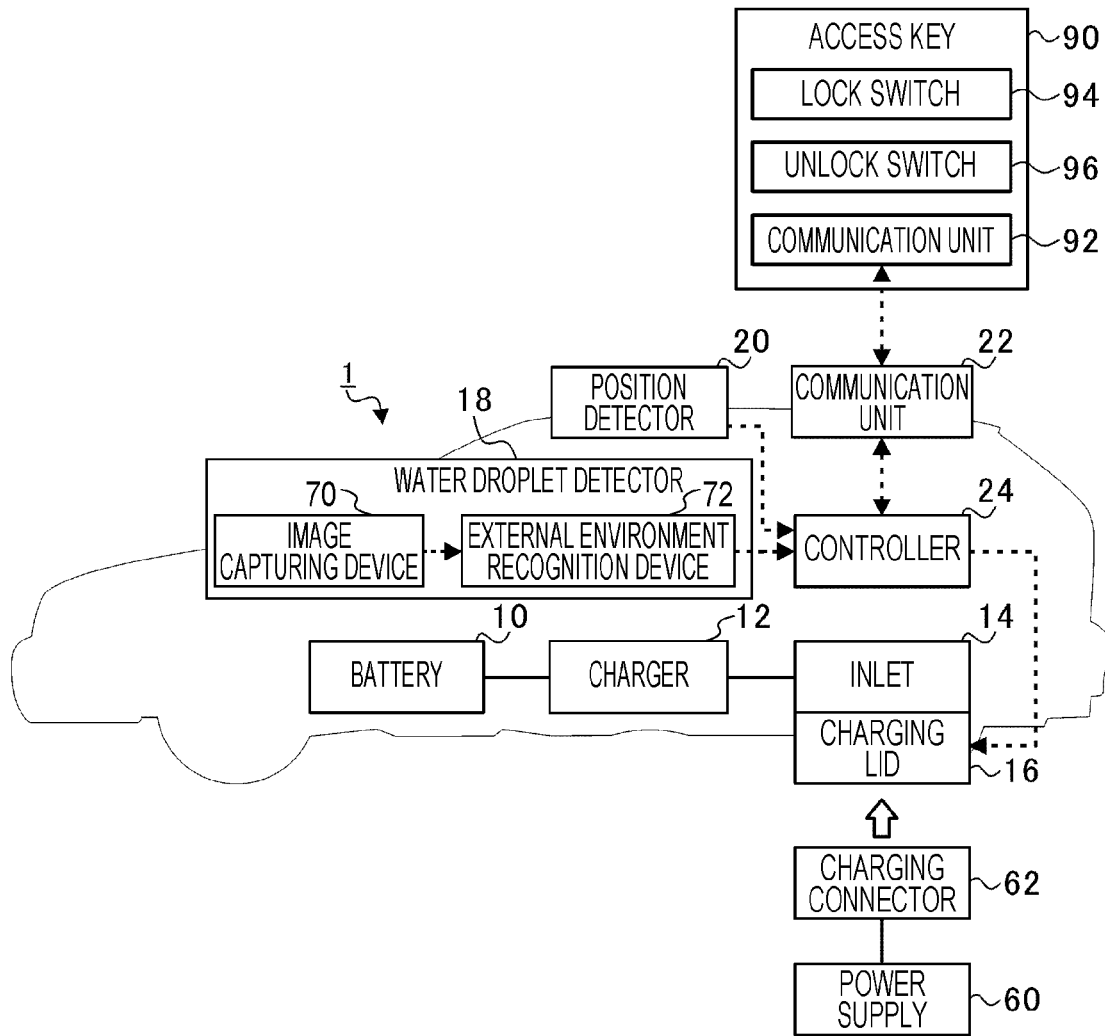 ACCESS KEY
90
LOCK SWITCH
94
UNLOCK SWITCH
96
COMMUNICATION UNIT
92
20
22
1
18
POSITION
DETECTOR
COMMUNICATION
UNIT
WATER DROPLET DETECTOR
70
72
24
IMAGE
CAPTURING DEVICE
EXTERNAL ENVIRONMENT
RECOGNITION DEVICE
CONTROLLER
10
12
14
BATTERY
CHARGER
INLET
CHARGING
LID
16
CHARGING
CONNECTOR
62
POWER
SUPPLY
60